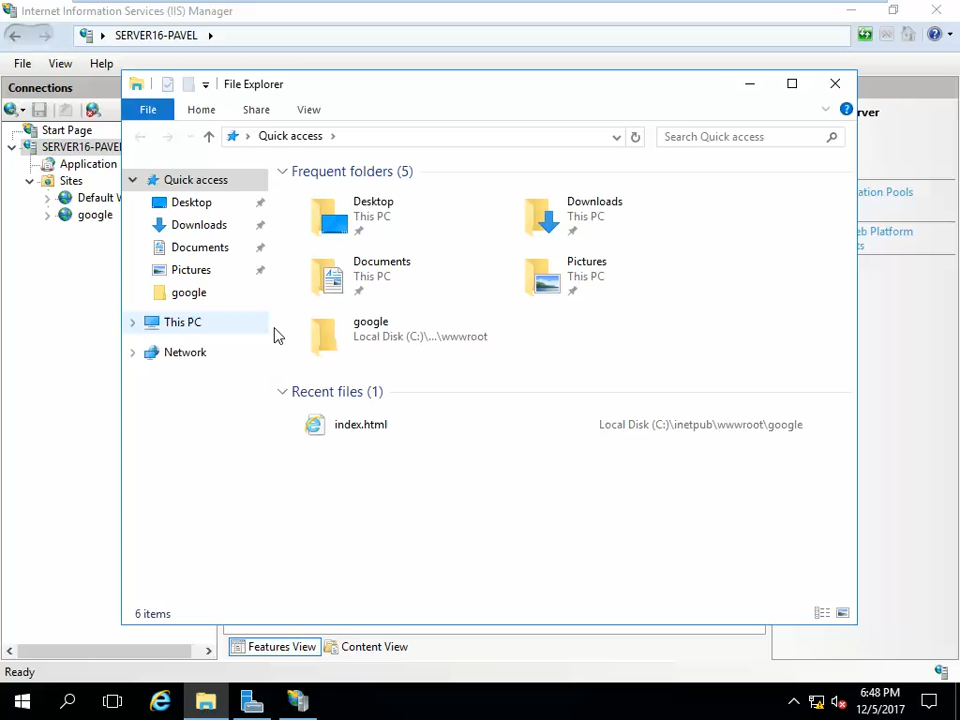 Internet Information Services (IIS) Manager
SERVER16-PAVEL
File View Help
Connections
Start Page
SERVER16-PAVEL
Application
Sites
Default
google
File Explorer
File Home Share View
Quick access
Search Quick access
Quick access
Desktop
Downloads
Documents
Pictures
google
This PC
Network
Frequent folders (5)
Desktop
This PC
Downloads
This PC
Documents
This PC
Pictures
This PC
google
Local Disk (C:)\...\wwwroot
Recent files (1)
index.html Local Disk (C:)\inetpub\wwwroot\google
6 items
erver
ation Pools
eb Platform
ts
Features View Content View
Ready
6:48 PM
12/5/2017